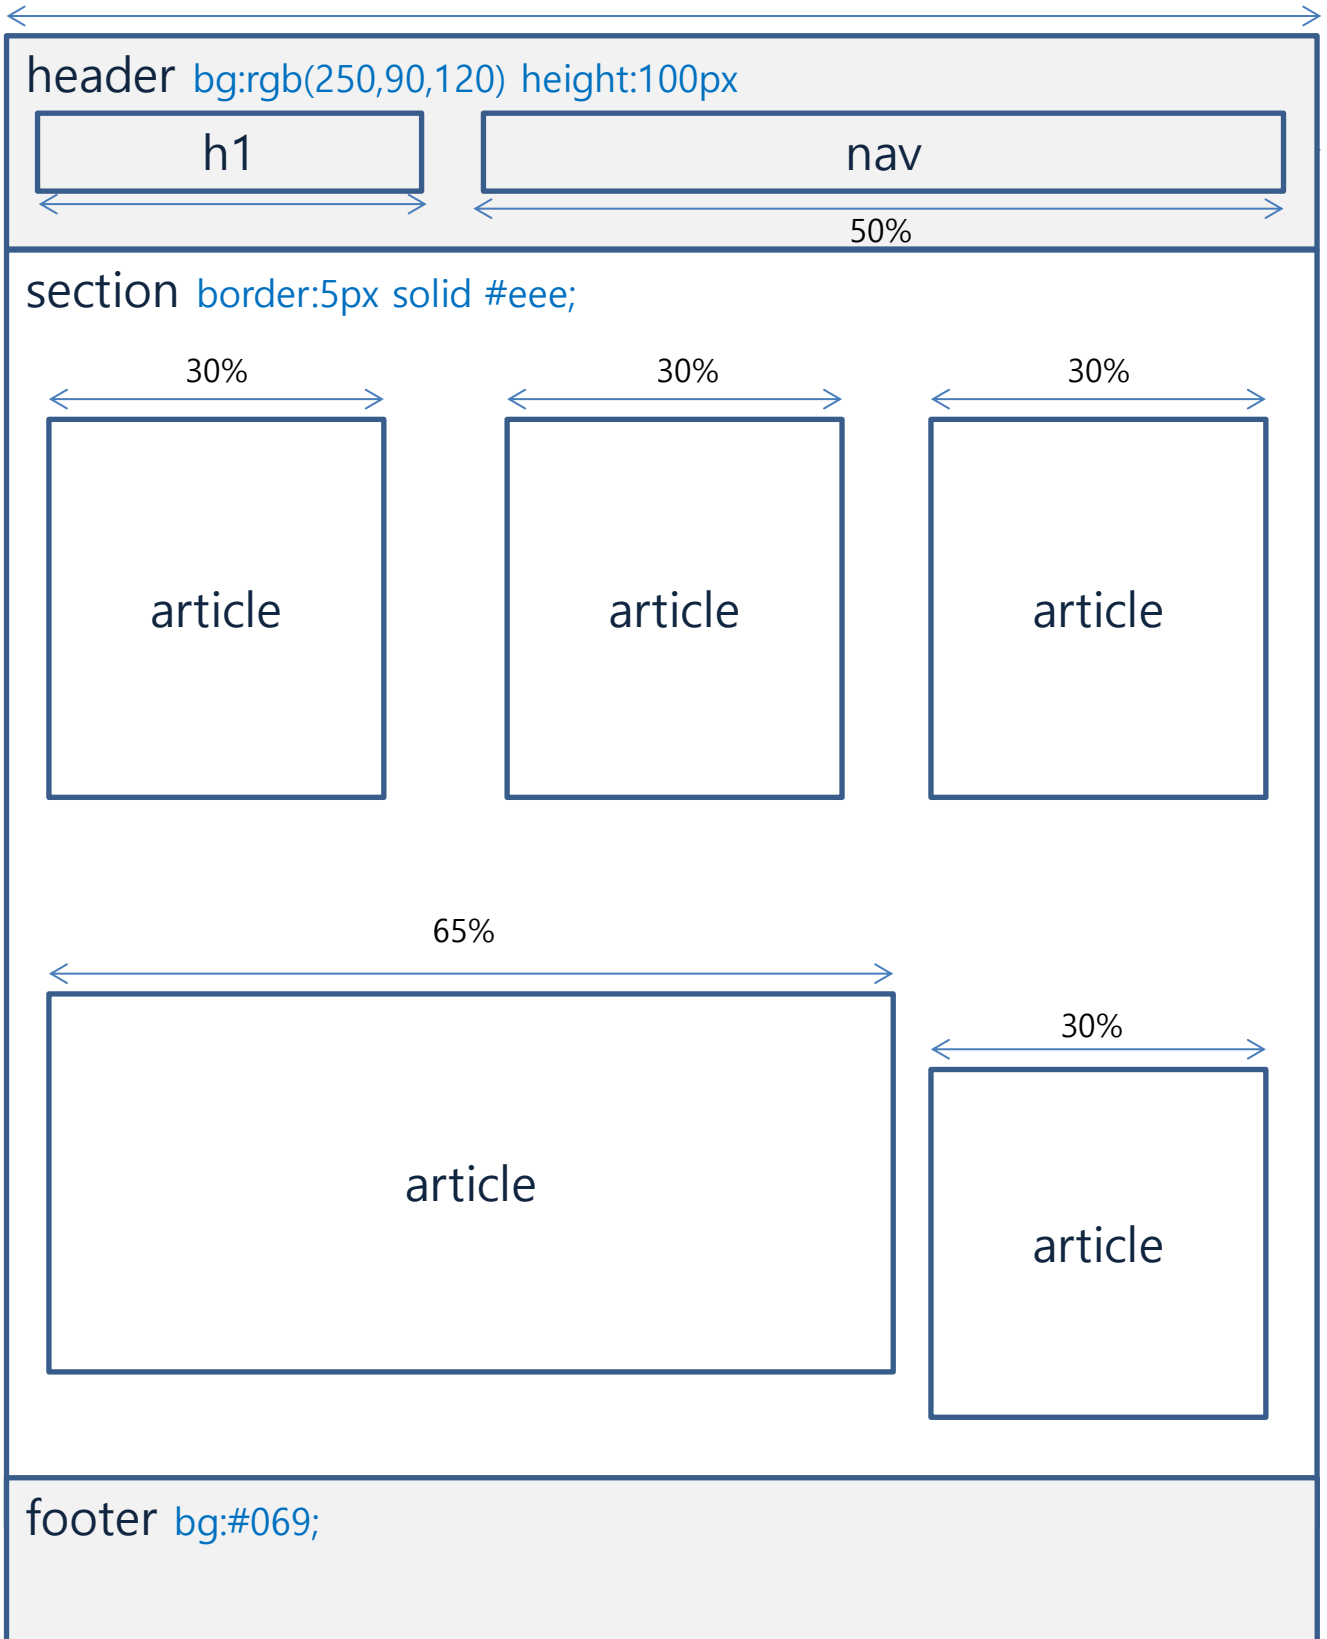 header bg:rgb(250,90,120) height:100px
h1 nav
50%
section border:5px solid #eee;
30% 30% 30%
article article article
65%
30%
article
article
footer bg:#069;